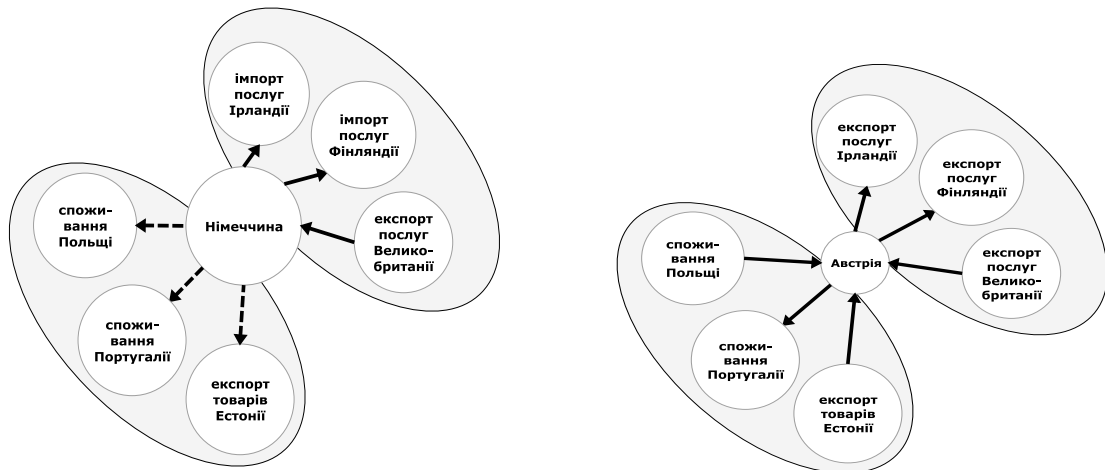 імпорт
послуг
Ірландії
імпорт
послуг
Фінляндії
Німеччина
експорт
послуг
Велико-
британії
спожи-
вання
Польщі
спожи-
вання
Португалії
експорт
товарів
Естонії
експорт
послуг
Ірландії
експорт
послуг
Фінляндії
спожи-
вання
Польщі
Австрія
експорт
послуг
Велико-
британії
спожи-
вання
Португалії
експорт
товарів
Естонії